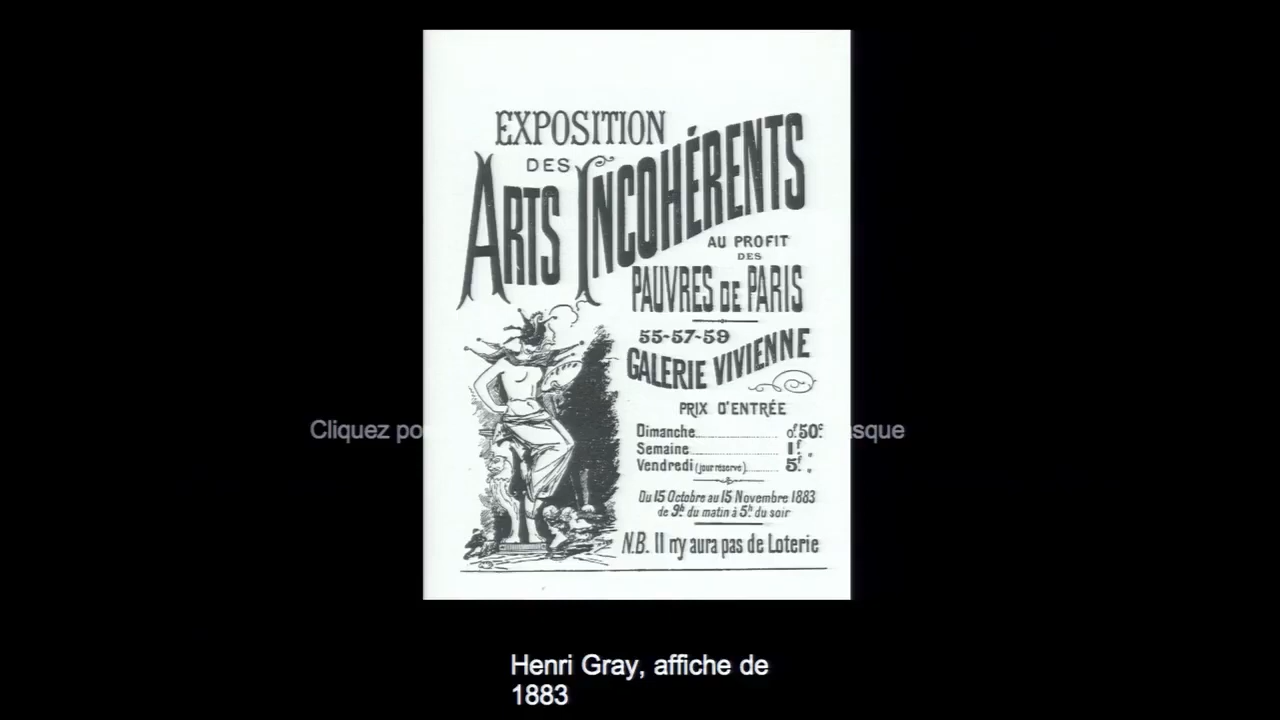 EXPOSITION
DES
ARTS INCOHÉRENTS
AU PROFIT
DES
PAUVRES DE PARIS
55-57-59
GALERIE VIVIENNE
PRIX D'ENTRÉE
Dimanche 0f.50c
Semaine 1f. „
Vendredi (jour réservé) 5f. „
Du 15 Octobre au 15 Novembre 1883
de 9h. du matin à 5h. du soir
N.B. Il n'y aura pas de Loterie
Cliquez
Henri Gray, affiche de
1883